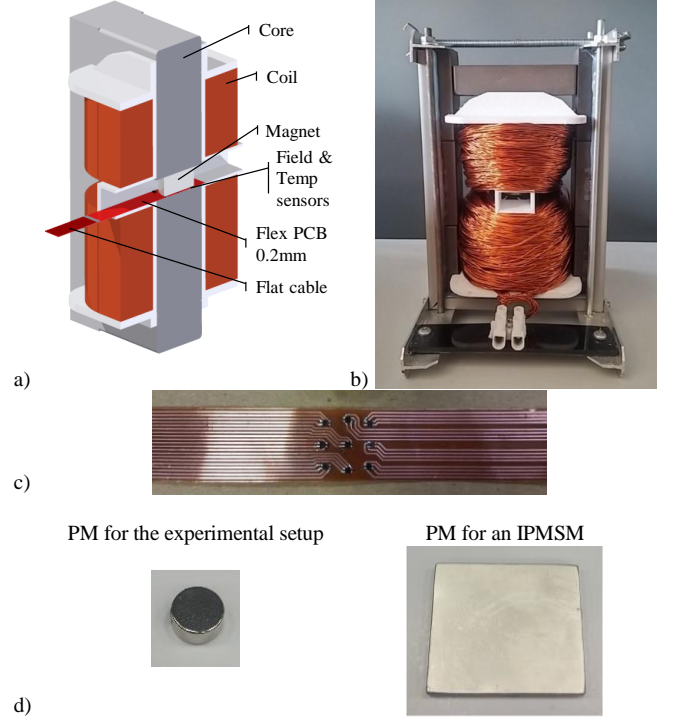 Core
Coil
Magnet
Field &
Temp
sensors
Flex PCB
0.2mm
Flat cable
a)
b)
c)
PM for the experimental setup
PM for an IPMSM
d)